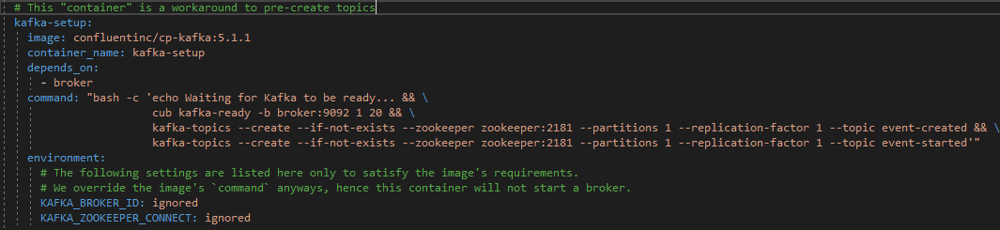 # This "container" is a workaround to pre-create topics
kafka-setup:
image: confluentinc/cp-kafka:5.1.1
container_name: kafka-setup
depends_on:
- broker
command: "bash -c 'echo Waiting for Kafka to be ready... && \
cub kafka-ready -b broker:9092 1 20 && \
kafka-topics --create --if-not-exists --zookeeper zookeeper:2181 --partitions 1 --replication-factor 1 --topic event-created && \
kafka-topics --create --if-not-exists --zookeeper zookeeper:2181 --partitions 1 --replication-factor 1 --topic event-started'"
environment:
# The following settings are listed here only to satisfy the image's requirements.
# We override the image's `command` anyways, hence this container will not start a broker.
KAFKA_BROKER_ID: ignored
KAFKA_ZOOKEEPER_CONNECT: ignored